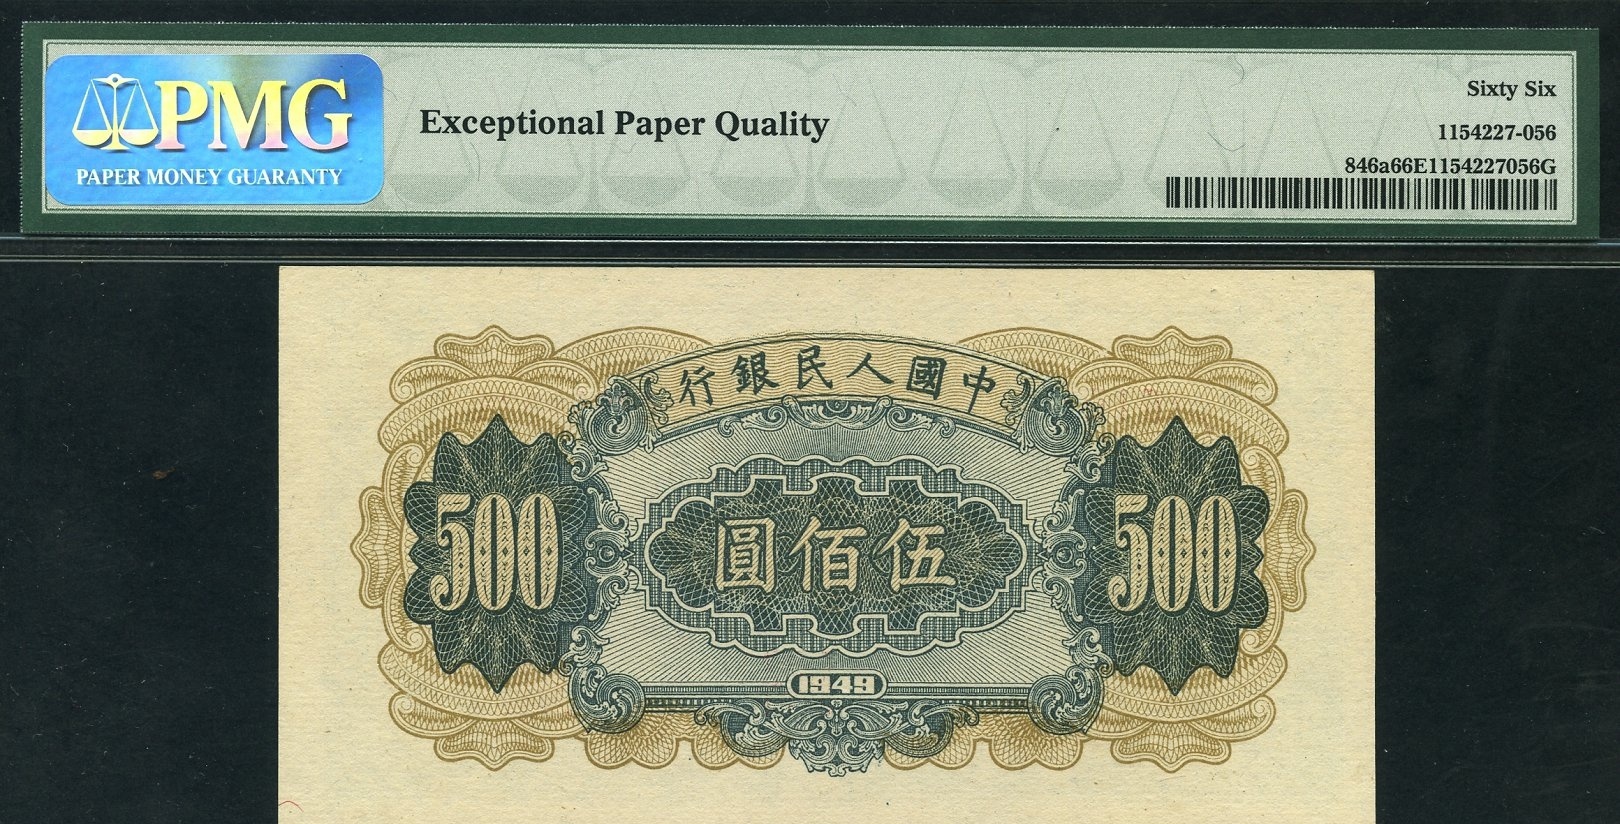 PMG
PAPER MONEY GUARANTY
Exceptional Paper Quality
Sixty Six
1154227-056
846a66E1154227056G
行銀民人國中
500
圓佰伍
500
1949